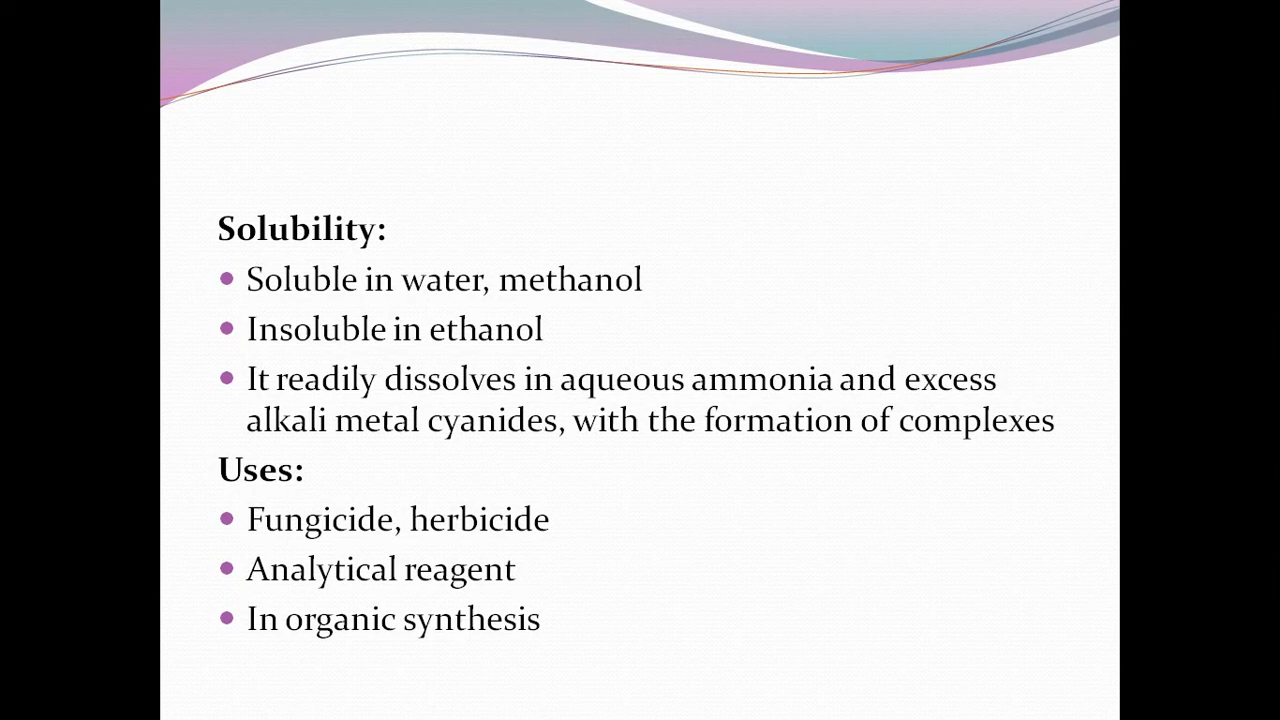 Solubility:
Soluble in water, methanol
Insoluble in ethanol
It readily dissolves in aqueous ammonia and excess
alkali metal cyanides, with the formation of complexes
Uses:
Fungicide, herbicide
Analytical reagent
In organic synthesis